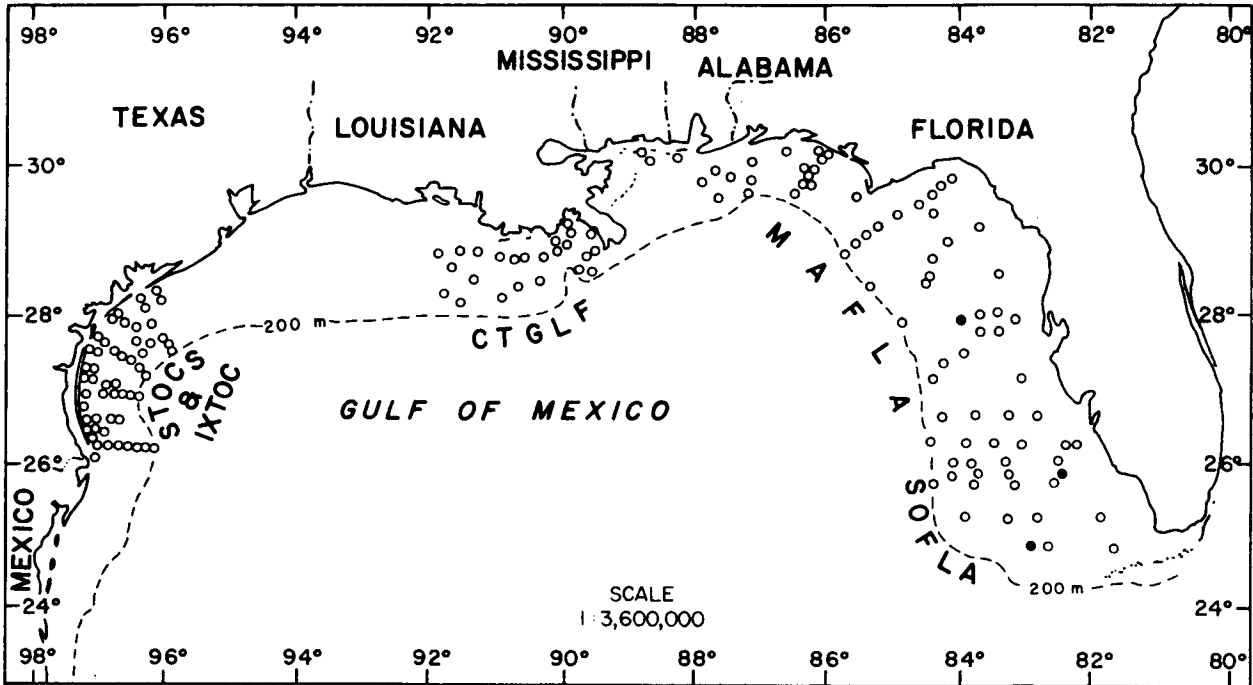 98° 96° 94° 92° 90° 88° 86° 84° 82° 80°
MISSISSIPPI
ALABAMA
TEXAS
LOUISIANA
FLORIDA
30° 30°
MAFLA
28° 28°
200 m
CTGLF
STOCS
&
IXTOC
GULF OF MEXICO
26° 26°
SOFLA
MEXICO
200 m
SCALE
1:3,600,000
24° 24°
98° 96° 94° 92° 90° 88° 86° 84° 82° 80°